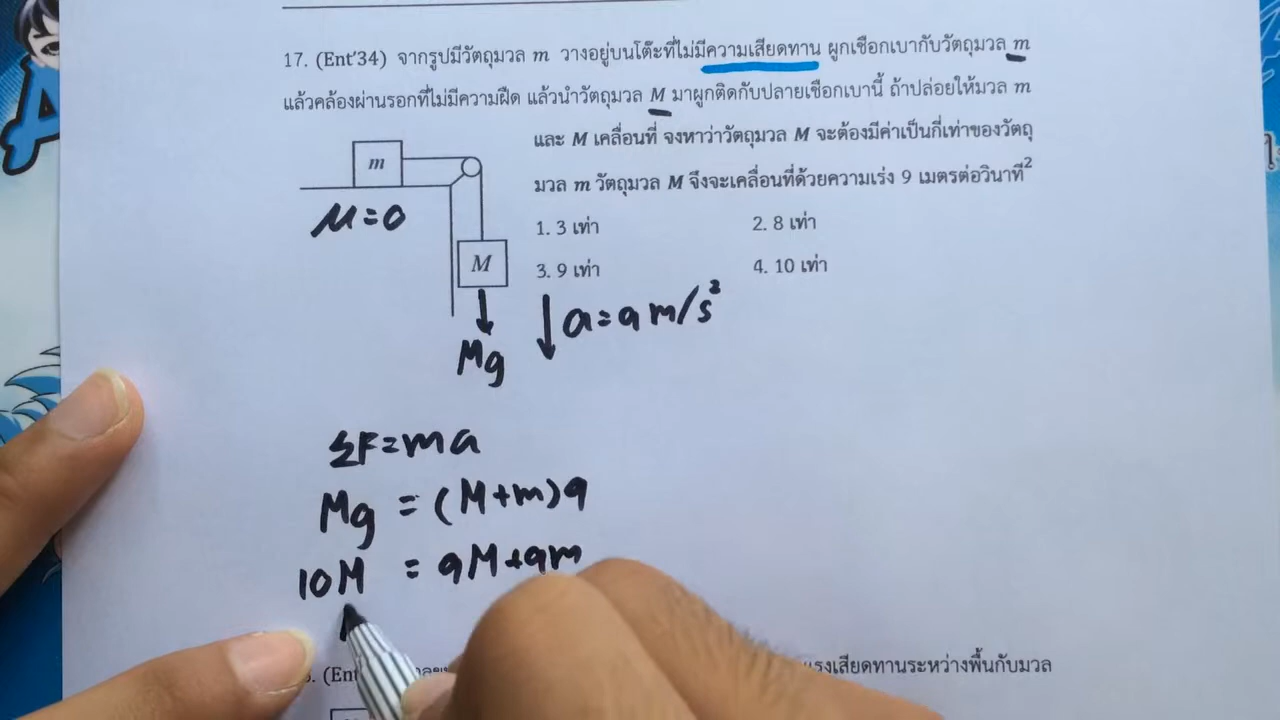 17. (Ent'34) จากรูปมีวัตถุมวล m วางอยู่บนโต๊ะที่ไม่มีความเสียดทาน ผูกเชือกเบากับวัตถุมวล m
แล้วคล้องผ่านรอกที่ไม่มีความฝืด แล้วนำวัตถุมวล M มาผูกติดกับปลายเชือกเบานี้ ถ้าปล่อยให้มวล m
และ M เคลื่อนที่ จงหาว่าวัตถุมวล M จะต้องมีค่าเป็นกี่เท่าของวัตถุ
มวล m วัตถุมวล M จึงจะเคลื่อนที่ด้วยความเร่ง 9 เมตรต่อวินาที²
1. 3 เท่า 2. 8 เท่า
3. 9 เท่า 4. 10 เท่า
m
μ=0
M
Mg
a=9 m/s²
ΣF=ma
Mg = (M+m)9
10M = 9M+9m
(Ent
แรงเสียดทานระหว่างพื้นกับมวล